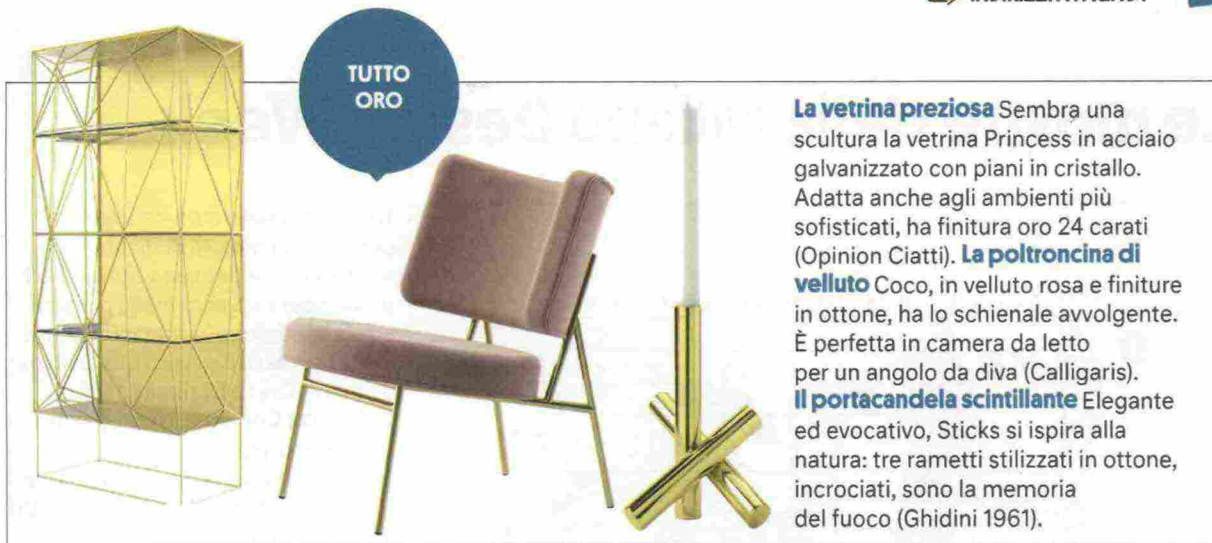 TUTTO
ORO
La vetrina preziosa Sembra una
scultura la vetrina Princess in acciaio
galvanizzato con piani in cristallo.
Adatta anche agli ambienti più
sofisticati, ha finitura oro 24 carati
(Opinion Ciatti). La poltroncina di
velluto Coco, in velluto rosa e finiture
in ottone, ha lo schienale avvolgente.
È perfetta in camera da letto
per un angolo da diva (Calligaris).
Il portacandela scintillante Elegante
ed evocativo, Sticks si ispira alla
natura: tre rametti stilizzati in ottone,
incrociati, sono la memoria
del fuoco (Ghidini 1961).